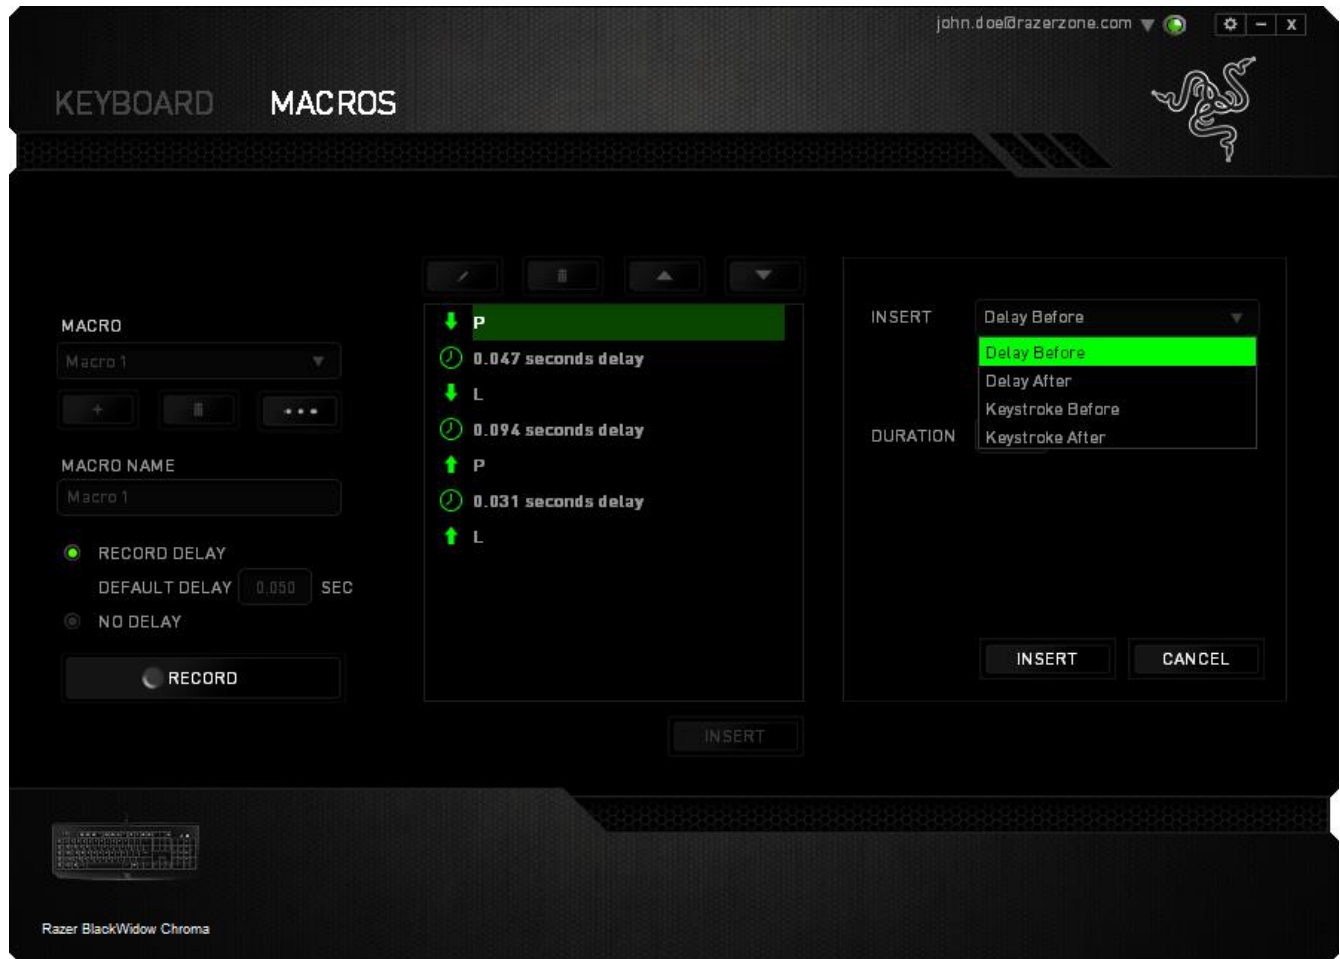 john.doe@razerzone.com
X
KEYBOARD MACROS
MACRO
Macro 1
MACRO NAME
Macro 1
RECORD DELAY
DEFAULT DELAY 0.050 SEC
NO DELAY
RECORD
P
0.047 seconds delay
L
0.094 seconds delay
P
0.031 seconds delay
L
INSERT
INSERT Delay Before
Delay Before
Delay After
Keystroke Before
Keystroke After
DURATION
INSERT CANCEL
Razer BlackWidow Chroma